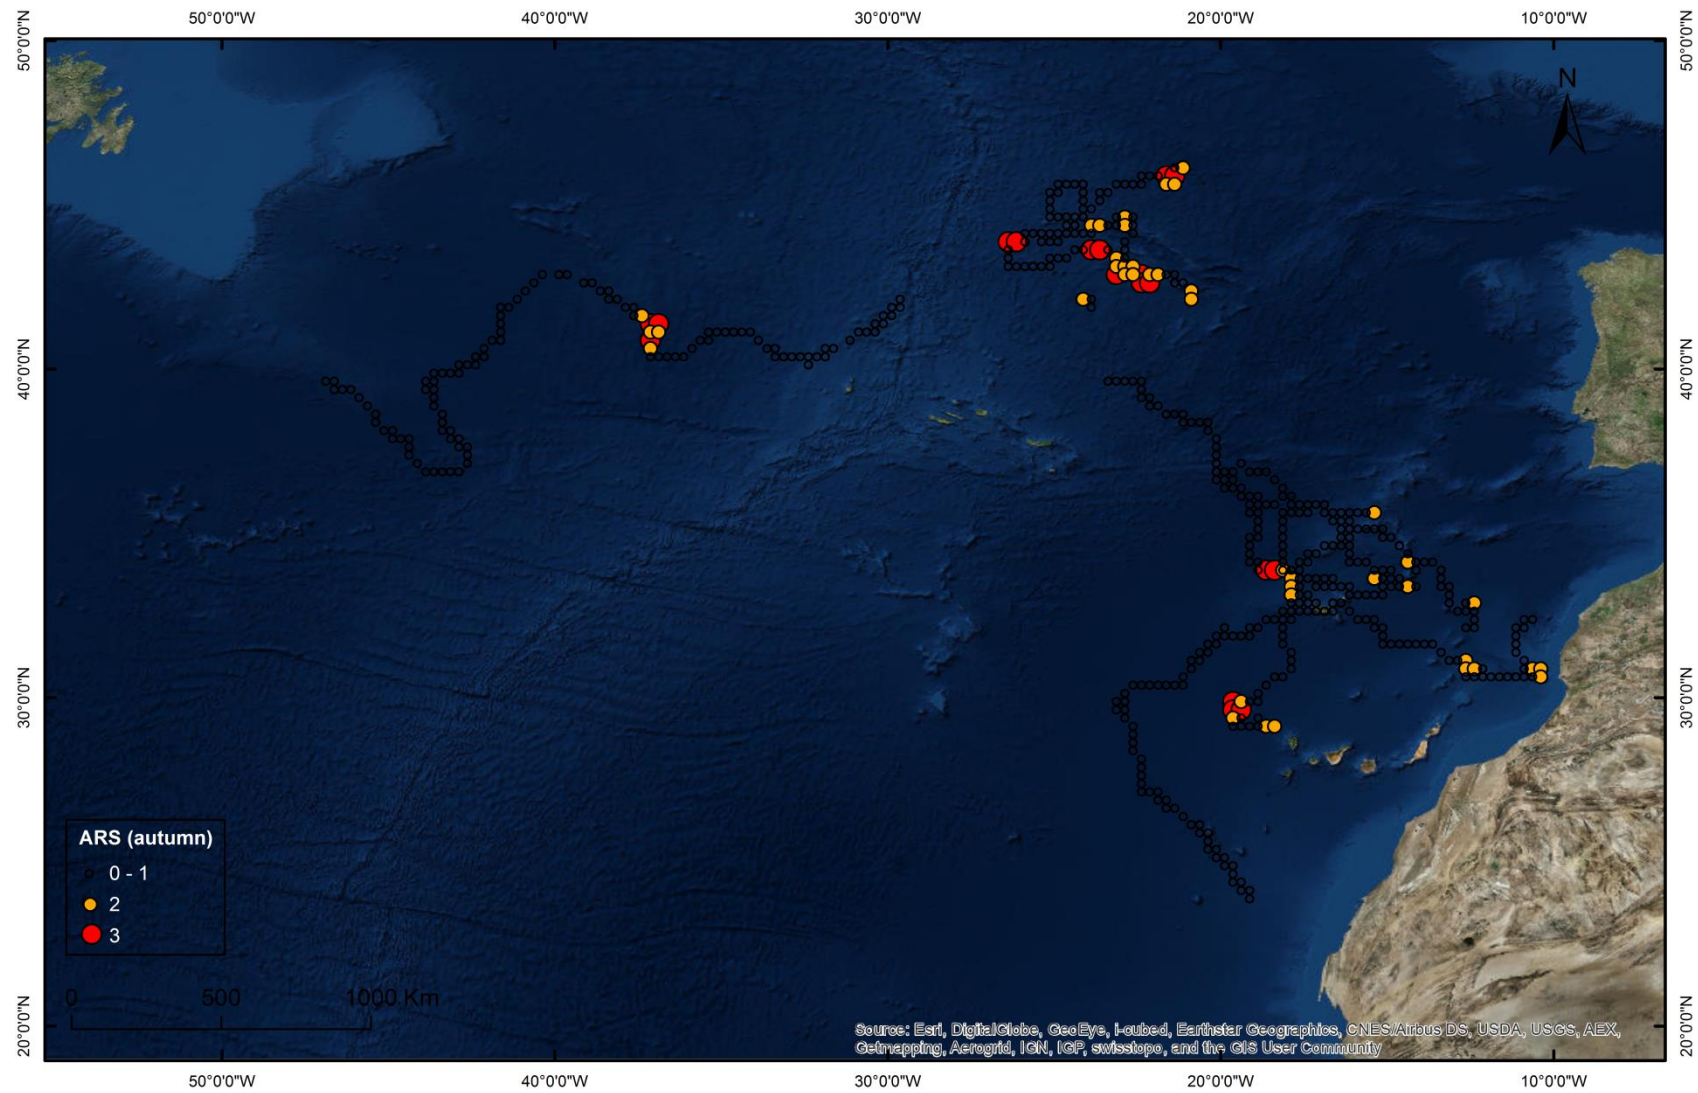 50°0'0"W 40°0'0"W 30°0'0"W 20°0'0"W 10°0'0"W
50°0'0"N 50°0'0"N
N
40°0'0"N 40°0'0"N
30°0'0"N 30°0'0"N
ARS (autumn)
0 - 1
2
3
0 500 1000 Km
20°0'0"N 20°0'0"N
Source: Esri, DigitalGlobe, GeoEye, i-cubed, Earthstar Geographics, CNES/Airbus DS, USDA, USGS, AEX,
Getmapping, Aerogrid, IGN, IGP, swisstopo, and the GIS User Community
50°0'0"W 40°0'0"W 30°0'0"W 20°0'0"W 10°0'0"W